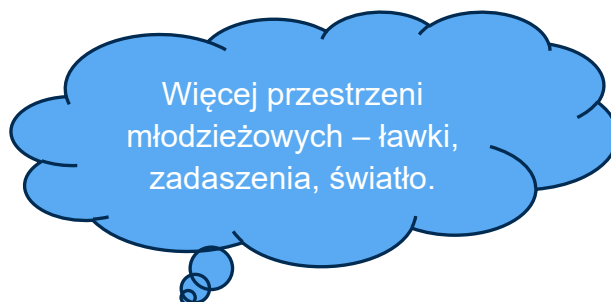 Więcej przestrzeni
młodzieżowych – ławki,
zadaszenia, światło.